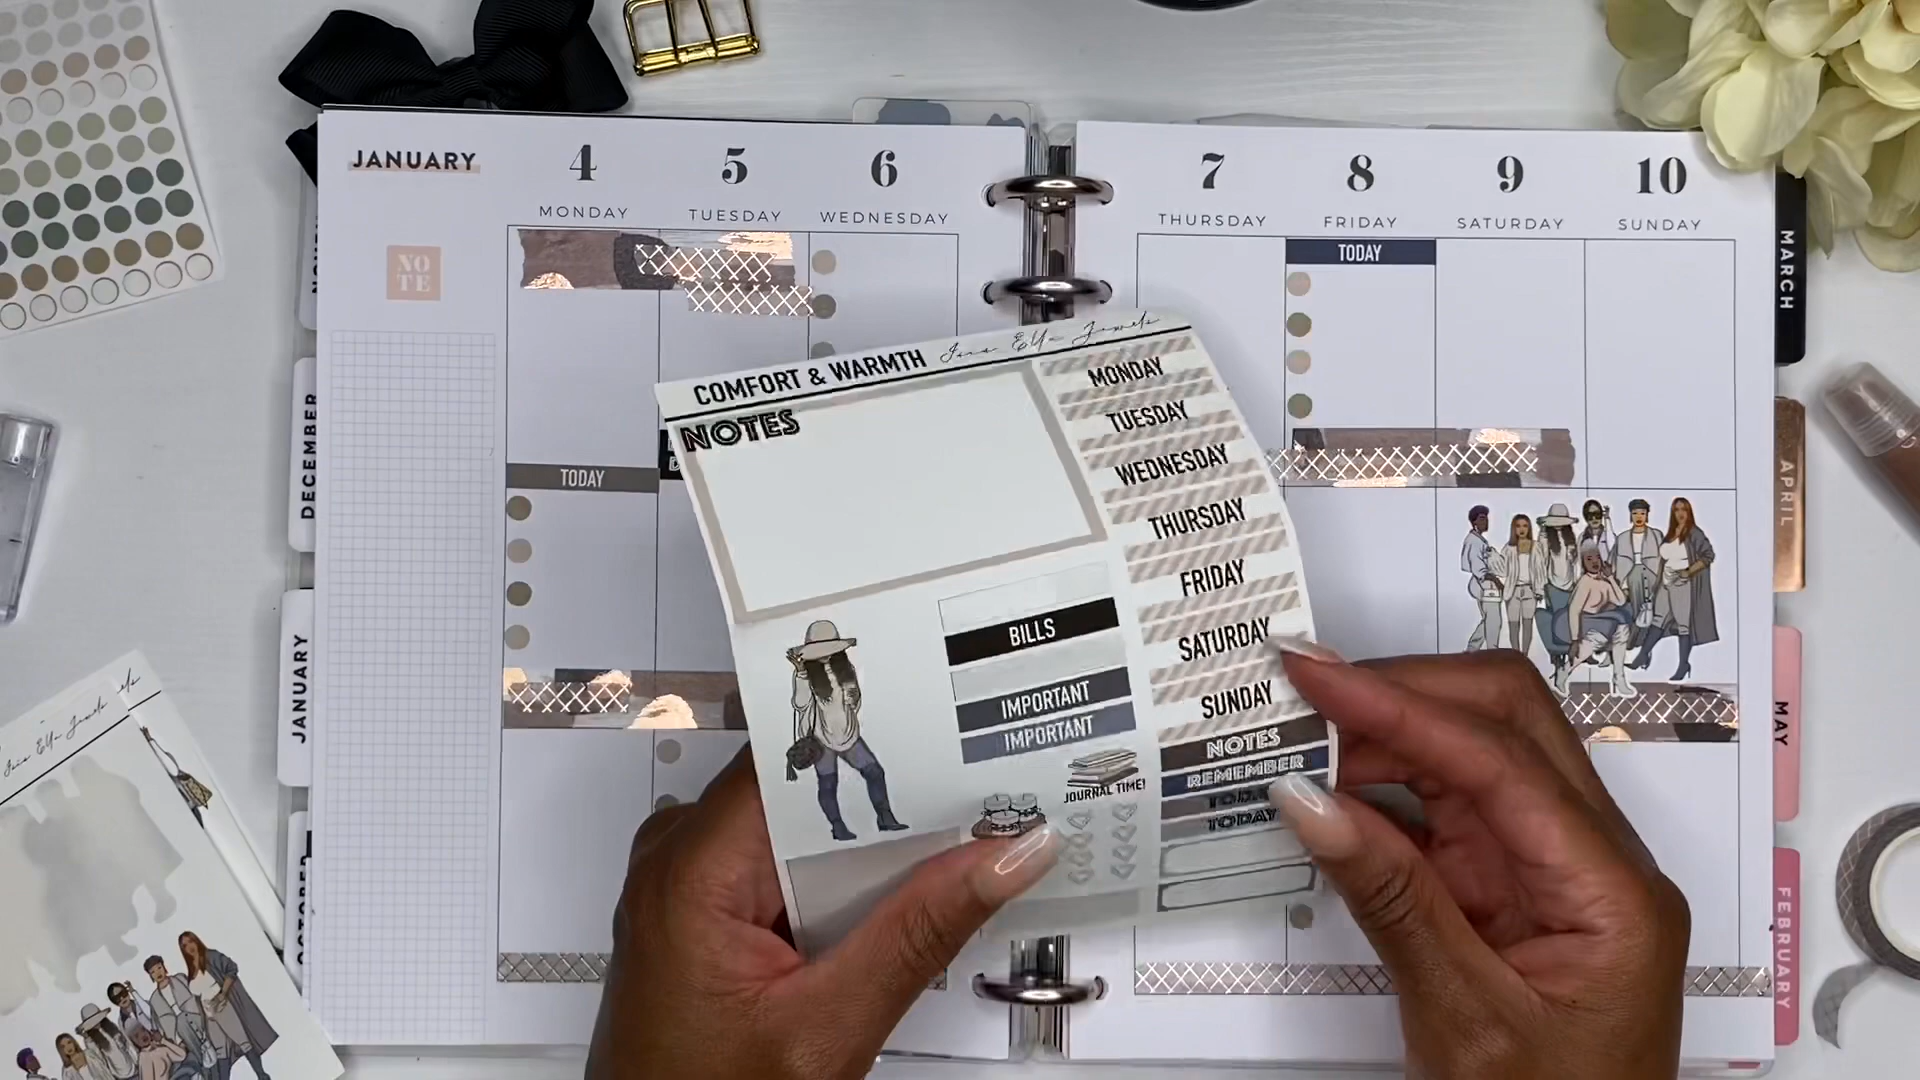 JANUARY
4
5
6
7
8
9
10
MONDAY
TUESDAY
WEDNESDAY
THURSDAY
FRIDAY
SATURDAY
SUNDAY
NO
TE
TODAY
TODAY
COMFORT & WARMTH
NOTES
MONDAY
TUESDAY
WEDNESDAY
THURSDAY
FRIDAY
SATURDAY
SUNDAY
NOTES
REMEMBER
TODAY
TODAY
BILLS
IMPORTANT
IMPORTANT
JOURNAL TIME!
DECEMBER
JANUARY
OCTOBER
MARCH
APRIL
MAY
FEBRUARY